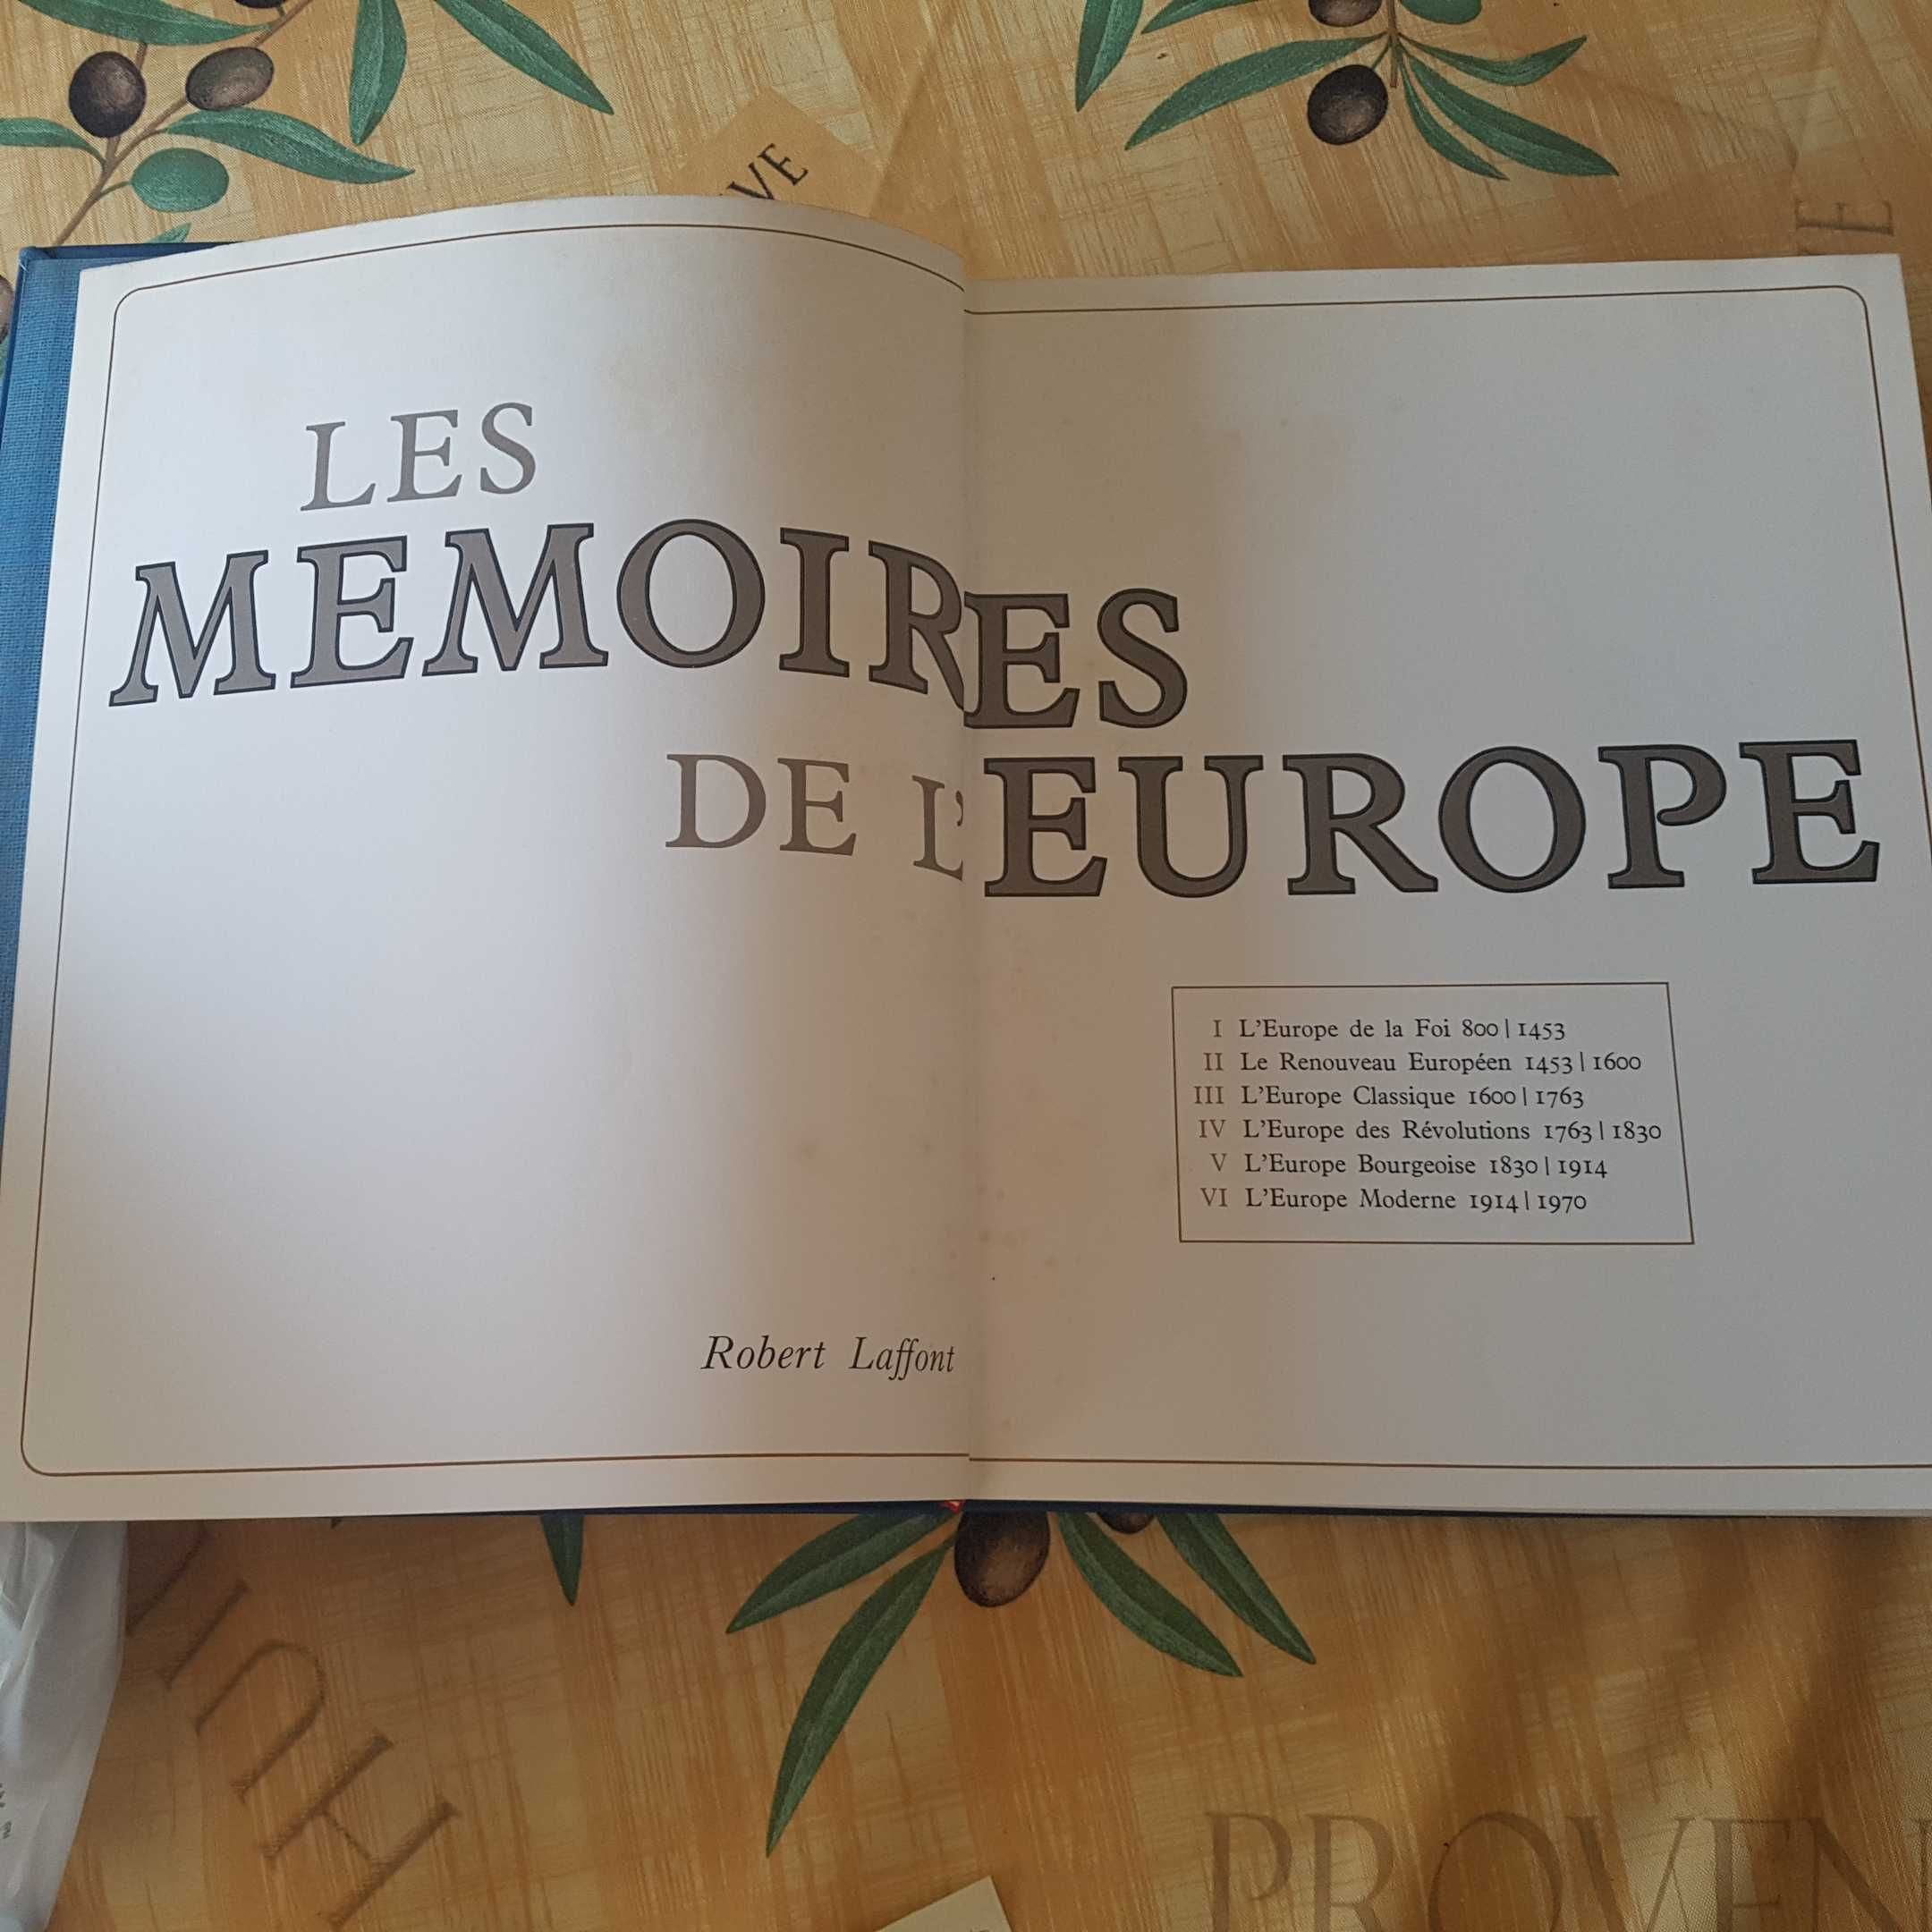 LES
MEMOIRES
DE L'EUROPE
I L'Europe de la Foi 800|1453
II Le Renouveau Européen 1453|1600
III L'Europe Classique 1600|1763
IV L'Europe des Révolutions 1763|1830
V L'Europe Bourgeoise 1830|1914
VI L'Europe Moderne 1914|1970
Robert Laffont